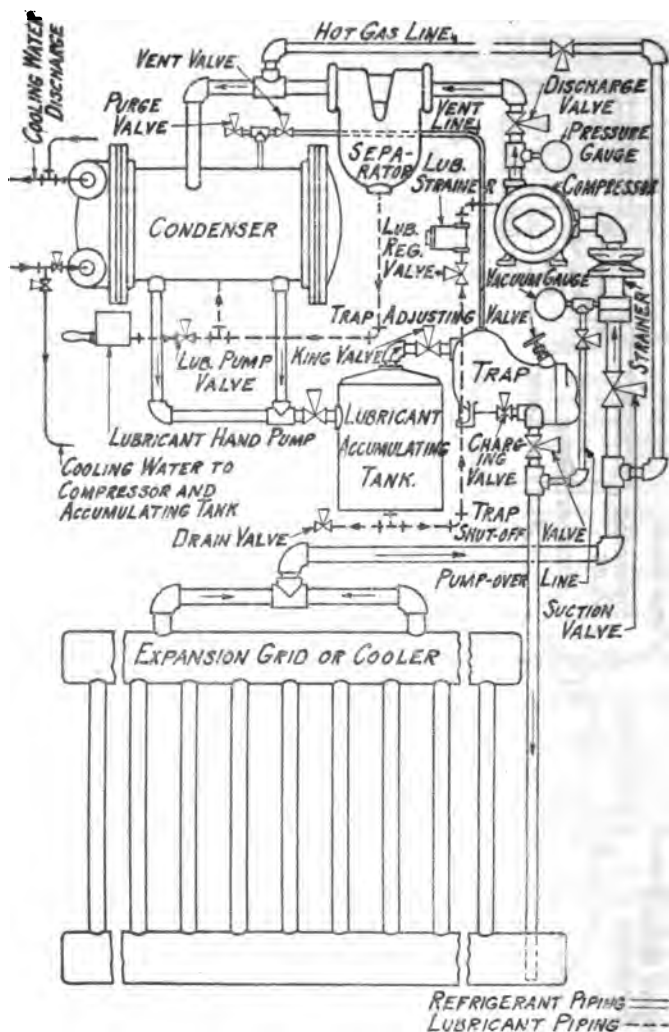 COOLING WATER
DISCHARGE
HOT GAS LINE
VENT VALVE
PURGE
VALVE
VENT
LINE
DISCHARGE
VALVE
PRESSURE
GAUGE
SEPA-
RATOR
LUB.
STRAINER
COMPRESSOR
CONDENSER
LUB.
REG.
VALVE
VACUUM GAUGE
STRAINER
TRAP ADJUSTING VALVE
KING VALVE
TRAP
LUB. PUMP
VALVE
LUBRICANT HAND PUMP
LUBRICANT
ACCUMULATING
TANK.
CHARG-
ING
VALVE
COOLING WATER TO
COMPRESSOR AND
ACCUMULATING TANK
DRAIN VALVE
TRAP
SHUT-OFF VALVE
PUMP-OVER LINE
SUCTION
VALVE
EXPANSION GRID OR COOLER
REFRIGERANT PIPING
LUBRICANT PIPING